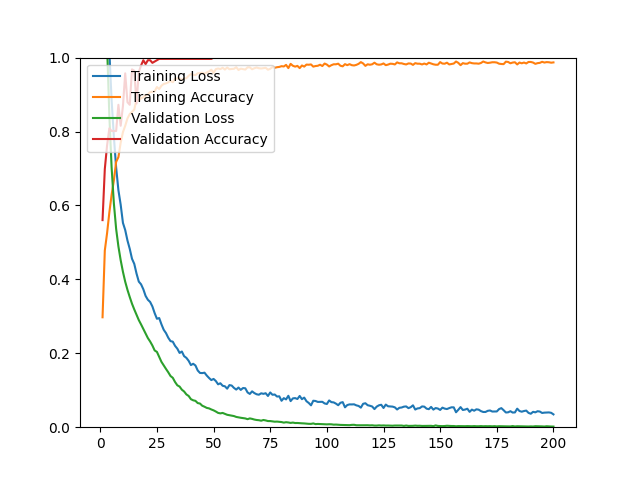 1.0
0.8
0.6
0.4
0.2
0.0
Training Loss
Training Accuracy
Validation Loss
Validation Accuracy
0 25 50 75 100 125 150 175 200